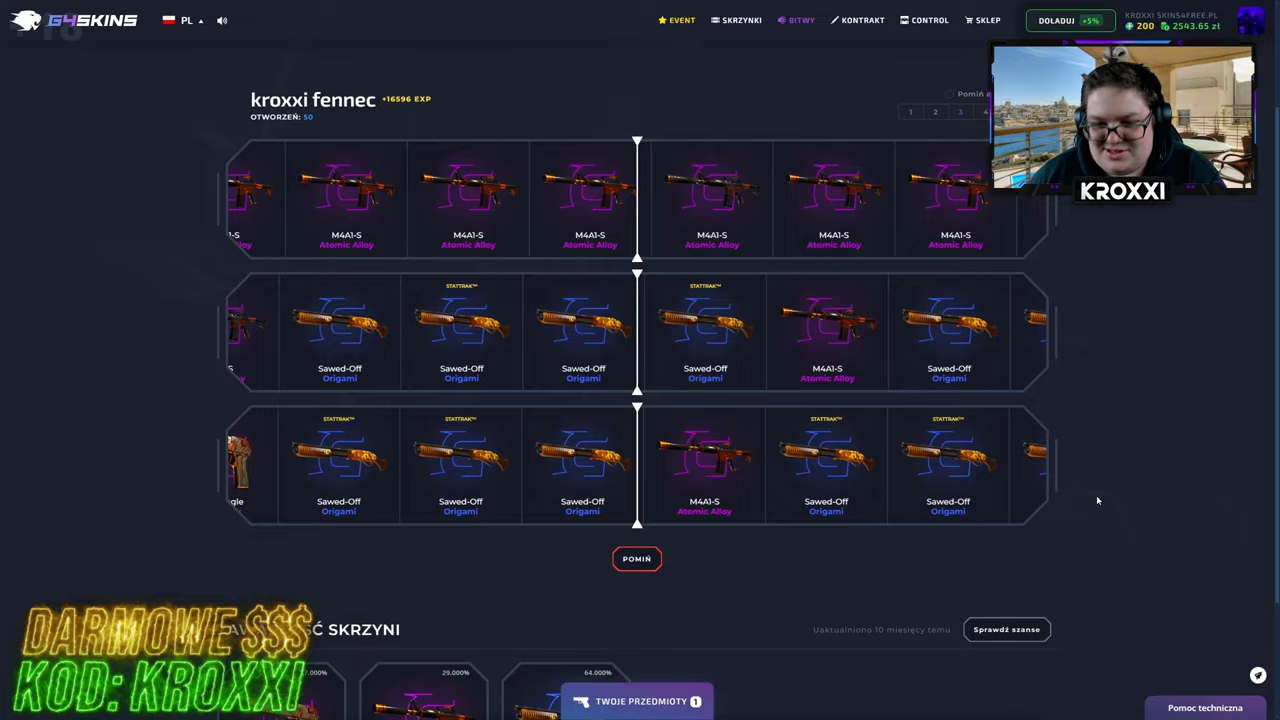 G4SKINS
PL
EVENT
SKRZYNKI
BITWY
KONTRAKT
CONTROL
SKLEP
DOŁADUJ +5%
KROXXI SKINS4FREE.PL
200 2543.65 zł
+18
kroxxi fennec +16596 EXP
OTWORZEŃ: 50
Pomiń
1 2 3 4
KROXXI
M4A1-S M4A1-S M4A1-S M4A1-S M4A1-S M4A1-S
Atomic Alloy Atomic Alloy Atomic Alloy Atomic Alloy Atomic Alloy Atomic Alloy
STATTRAK™ STATTRAK™
Sawed-Off Sawed-Off Sawed-Off Sawed-Off M4A1-S Sawed-Off
Origami Origami Origami Origami Atomic Alloy Origami
STATTRAK™ STATTRAK™ STATTRAK™ STATTRAK™
Sawed-Off Sawed-Off Sawed-Off M4A1-S Sawed-Off Sawed-Off
Origami Origami Origami Atomic Alloy Origami Origami
POMIŃ
DARMOWE $$$
KOD: KROXXI
SKRZYNI
Uaktualniono 10 miesięcy temu
Sprawdź szanse
29.000%
64.000%
TWOJE PRZEDMIOTY 1
Pomoc techniczna